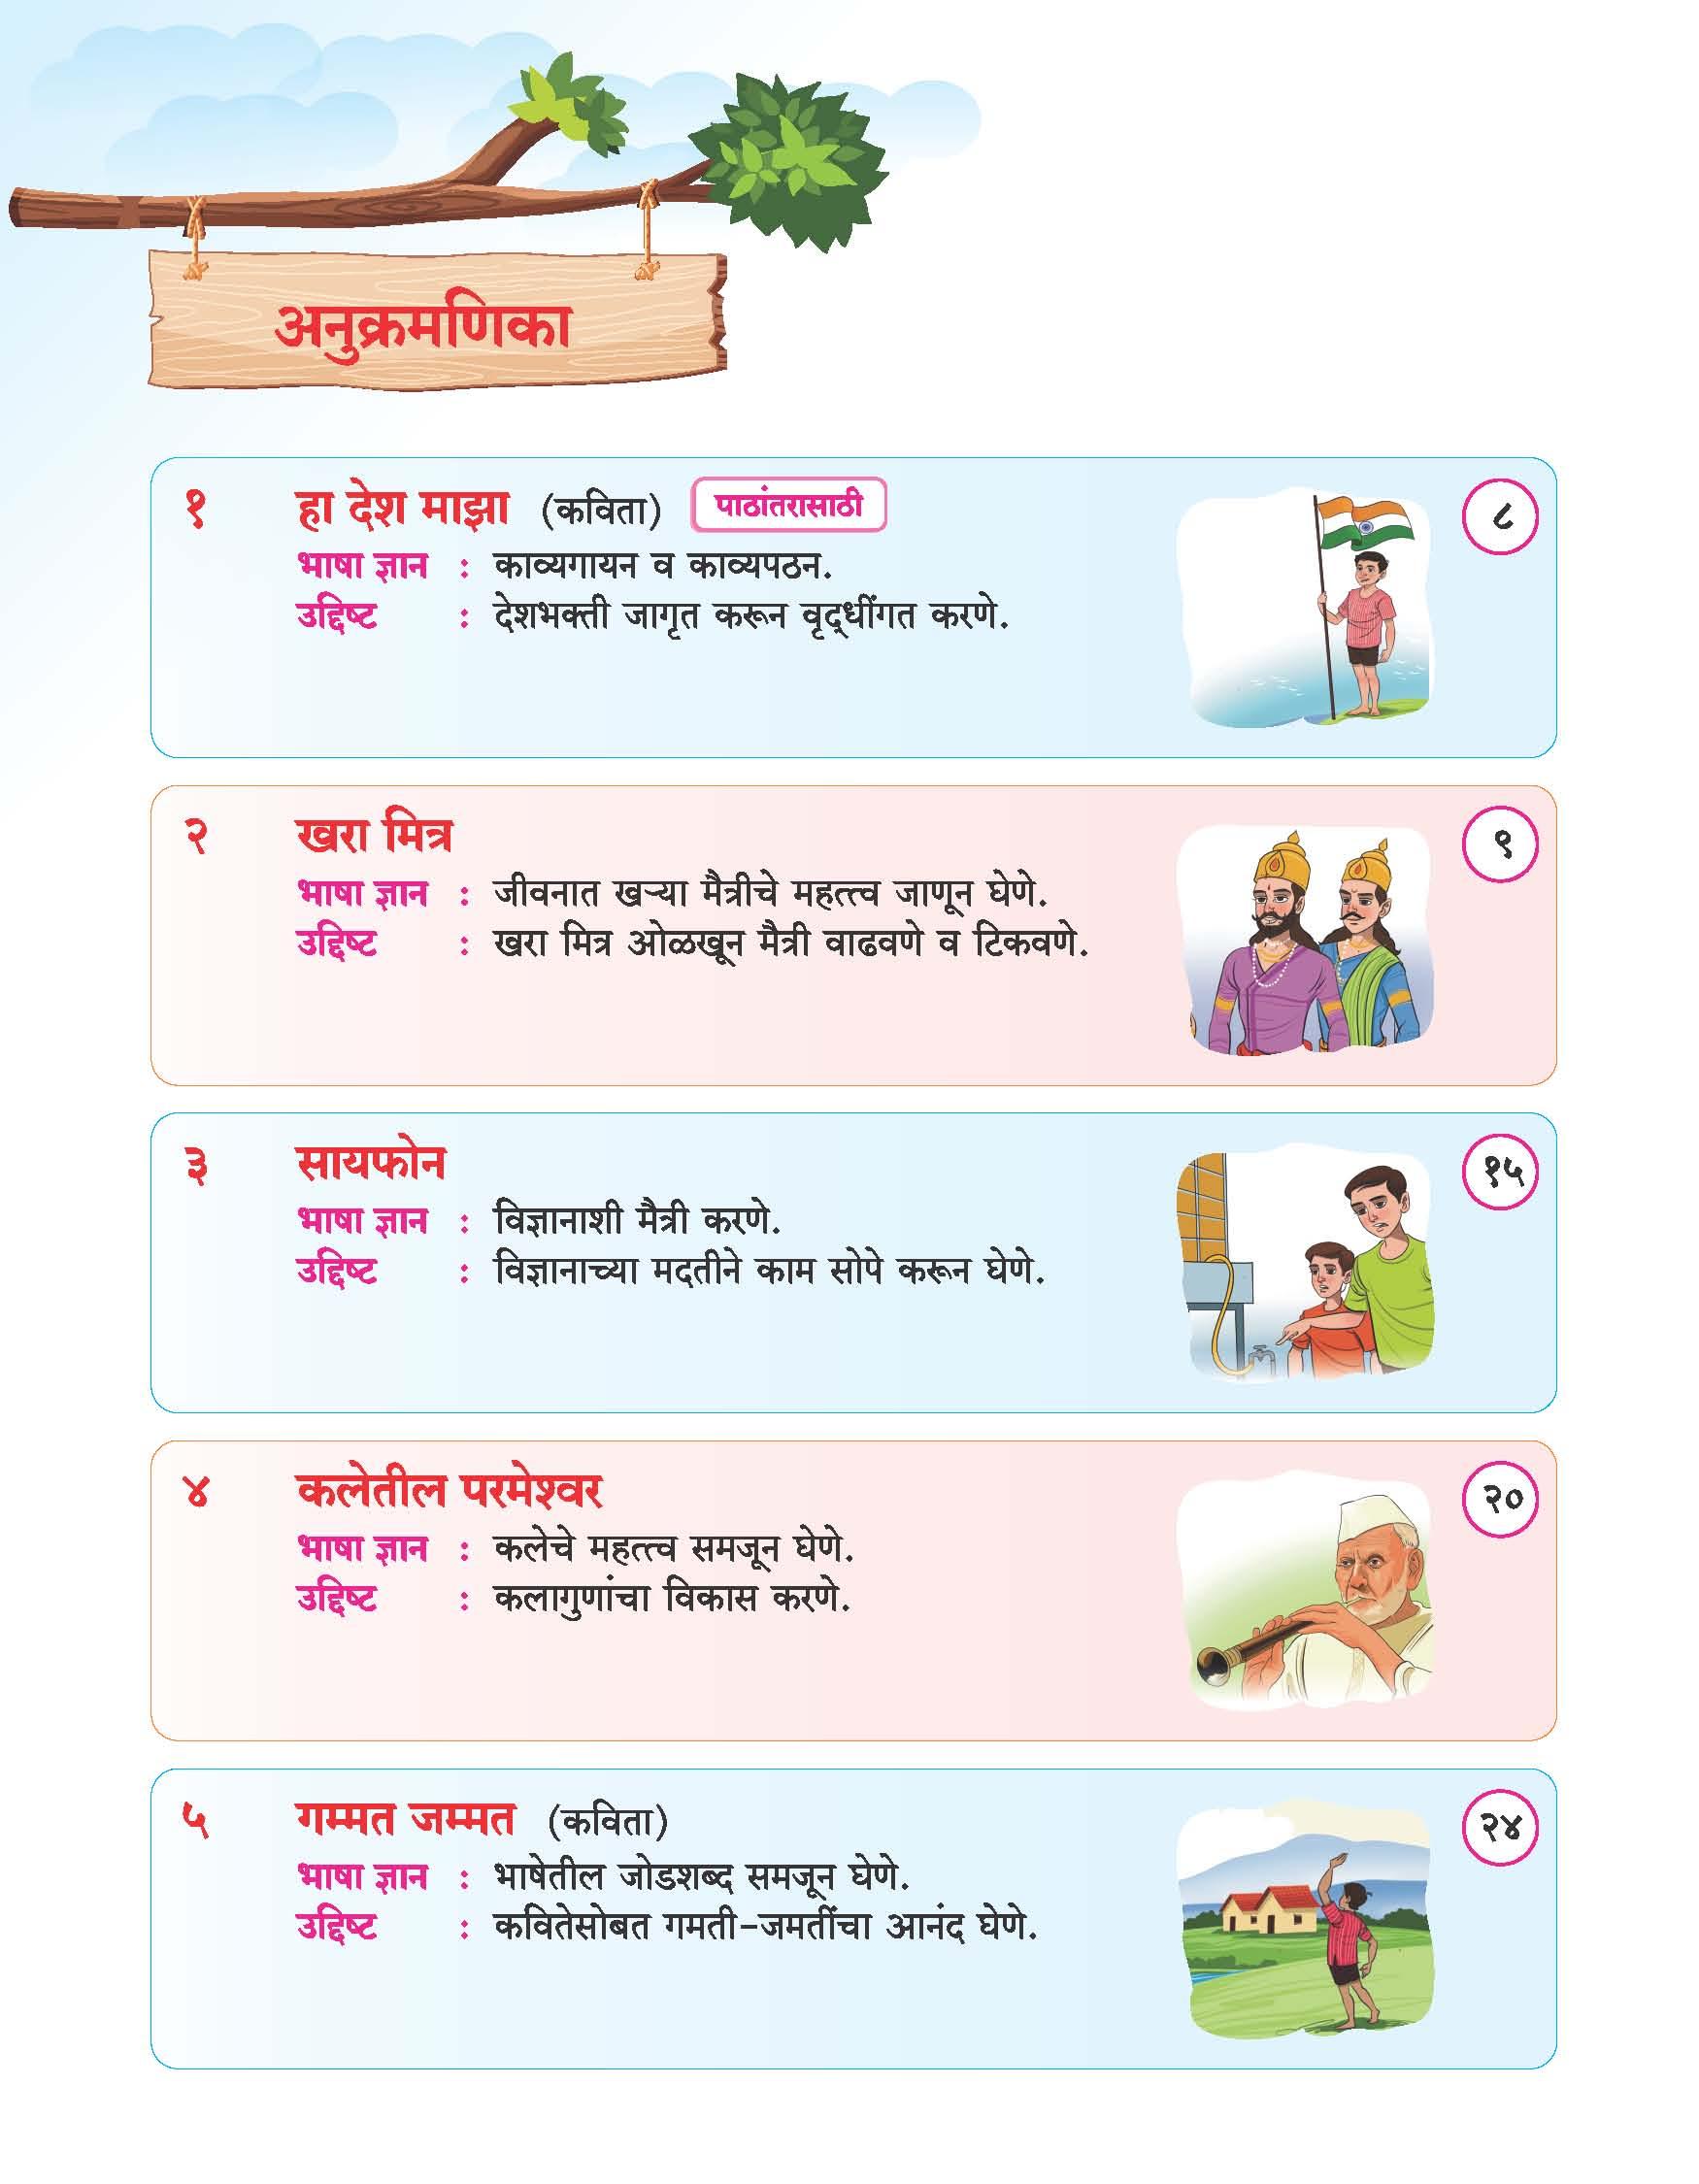 अनुक्रमणिका
१ हा देश माझा (कविता) पाठांतरासाठी ८
भाषा ज्ञान : काव्यगायन व काव्यपठन.
उद्दिष्ट : देशभक्ती जागृत करून वृद्धींगत करणे.
२ खरा मित्र ९
भाषा ज्ञान : जीवनात खऱ्या मैत्रीचे महत्त्व जाणून घेणे.
उद्दिष्ट : खरा मित्र ओळखून मैत्री वाढवणे व टिकवणे.
३ सायफोन १५
भाषा ज्ञान : विज्ञानाशी मैत्री करणे.
उद्दिष्ट : विज्ञानाच्या मदतीने काम सोपे करून घेणे.
४ कलेतील परमेश्वर २०
भाषा ज्ञान : कलेचे महत्त्व समजून घेणे.
उद्दिष्ट : कलागुणांचा विकास करणे.
५ गम्मत जम्मत (कविता) २४
भाषा ज्ञान : भाषेतील जोडशब्द समजून घेणे.
उद्दिष्ट : कवितेसोबत गमती-जमतींचा आनंद घेणे.